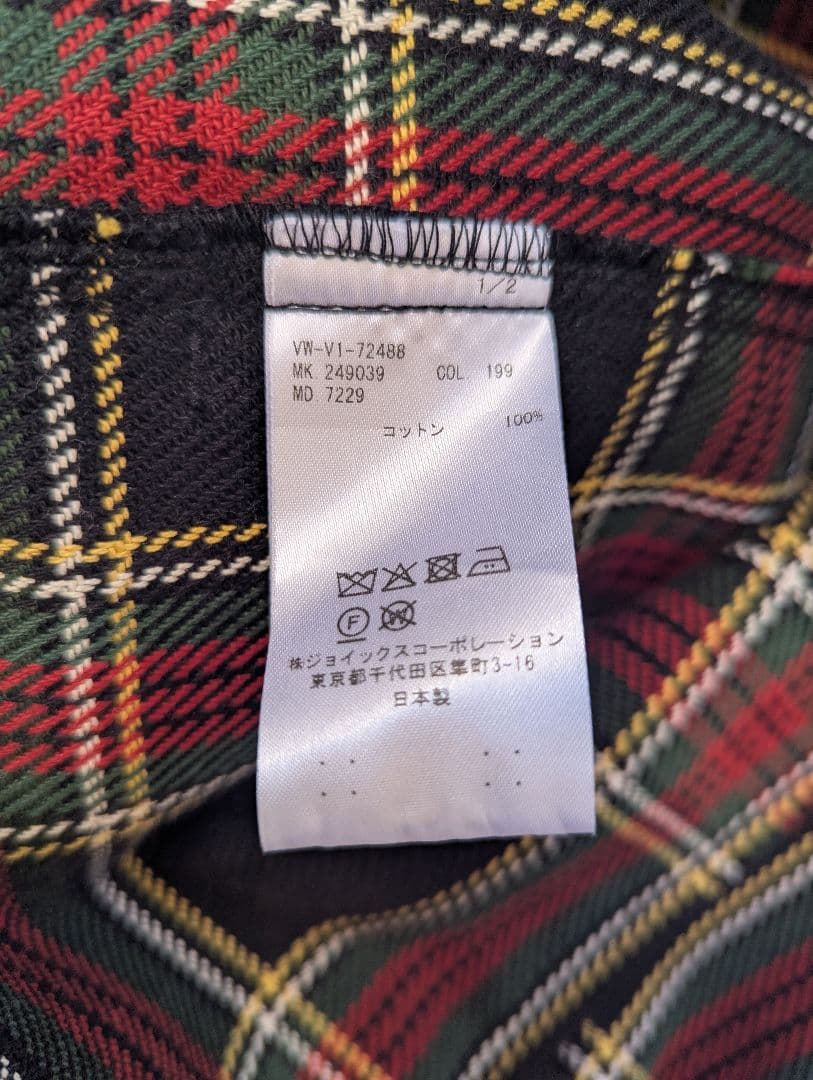 1/2
VW-V1-72488
MK 249039 COL. 199
MD 7229
コットン 100%
F W
株ジョイックスコーポレーション
東京都千代田区隼町3-16
日本製